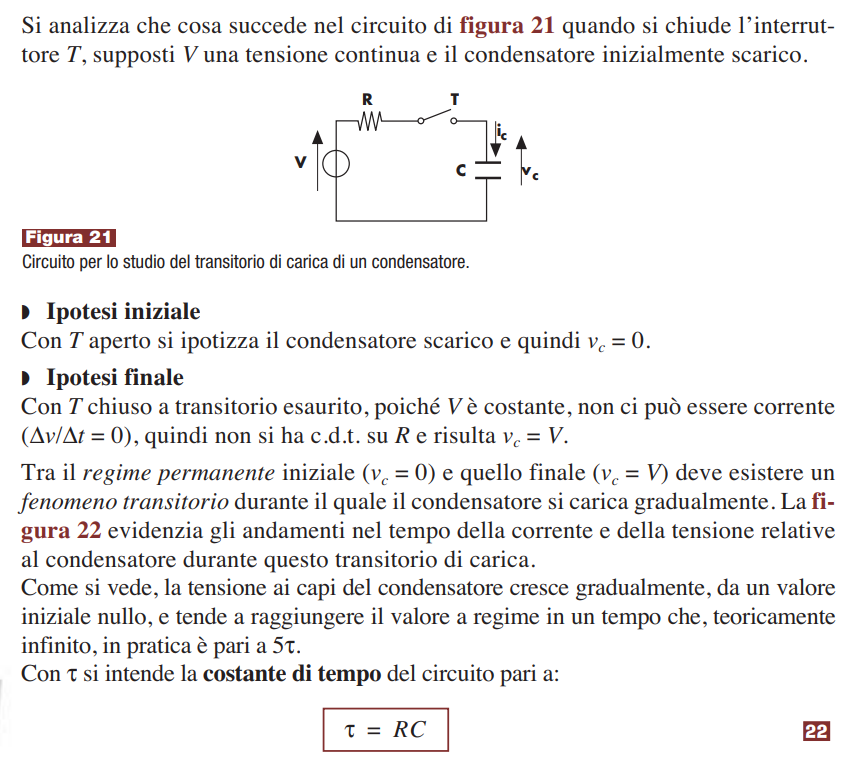 Si analizza che cosa succede nel circuito di figura 21 quando si chiude l'interrut-
tore T, supposti V una tensione continua e il condensatore inizialmente scarico.
R
T
V
i_c
C
v_c
Figura 21
Circuito per lo studio del transitorio di carica di un condensatore.
◗ Ipotesi iniziale
Con T aperto si ipotizza il condensatore scarico e quindi v_c = 0.
◗ Ipotesi finale
Con T chiuso a transitorio esaurito, poiché V è costante, non ci può essere corrente
(Δv/Δt = 0), quindi non si ha c.d.t. su R e risulta v_c = V.
Tra il regime permanente iniziale (v_c = 0) e quello finale (v_c = V) deve esistere un
fenomeno transitorio durante il quale il condensatore si carica gradualmente. La fi-
gura 22 evidenzia gli andamenti nel tempo della corrente e della tensione relative
al condensatore durante questo transitorio di carica.
Come si vede, la tensione ai capi del condensatore cresce gradualmente, da un valore
iniziale nullo, e tende a raggiungere il valore a regime in un tempo che, teoricamente
infinito, in pratica è pari a 5τ.
Con τ si intende la costante di tempo del circuito pari a:
τ = RC
22